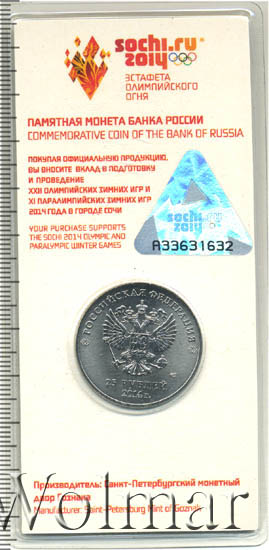 sochi.ru
2014
ЭСТАФЕТА
ОЛИМПИЙСКОГО
ОГНЯ
ПАМЯТНАЯ МОНЕТА БАНКА РОССИИ
COMMEMORATIVE COIN OF THE BANK OF RUSSIA
ПОКУПАЯ ОФИЦИАЛЬНУЮ ПРОДУКЦИЮ,
ВЫ ВНОСИТЕ ВКЛАД В ПОДГОТОВКУ
И ПРОВЕДЕНИЕ
XXII ОЛИМПИЙСКИХ ЗИМНИХ ИГР И
XI ПАРАЛИМПИЙСКИХ ЗИМНИХ ИГР
2014 ГОДА В ГОРОДЕ СОЧИ
YOUR PURCHASE SUPPORTS
THE SOCHI 2014 OLYMPIC AND
PARALYMPIC WINTER GAMES
sochi
2014
A33631632
РОССИЙСКАЯ ФЕДЕРАЦИЯ
25 РУБЛЕЙ
2014 г.
Производитель: Санкт-Петербургский монетный
двор Гознака
Manufacturer: Saint-Petersburg Mint of Goznak
Wolmar